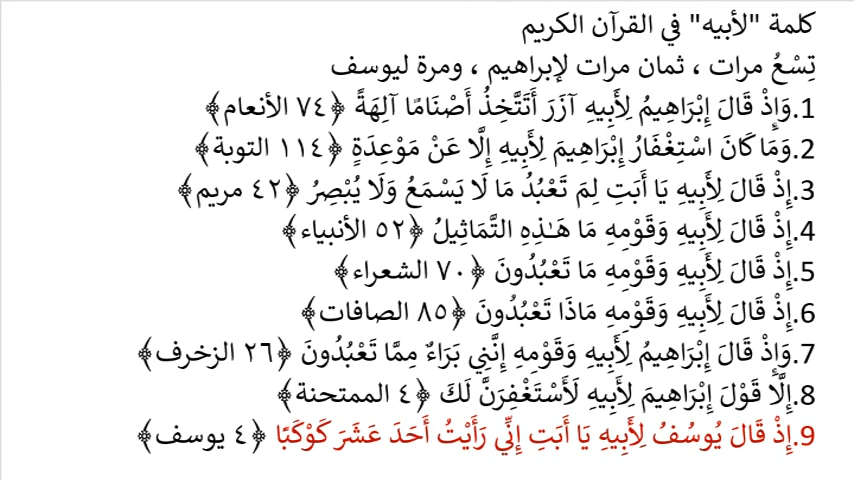 كلمة "لأبيه" في القرآن الكريم
تِسْعُ مرات ، ثمان مرات لإبراهيم ، ومرة ليوسف
1.وَإِذْ قَالَ إِبْرَاهِيمُ لِأَبِيهِ آزَرَ أَتَتَّخِذُ أَصْنَامًا آلِهَةً ﴿٧٤ الأنعام﴾
2.وَمَا كَانَ اسْتِغْفَارُ إِبْرَاهِيمَ لِأَبِيهِ إِلَّا عَنْ مَوْعِدَةٍ ﴿١١٤ التوبة﴾
3.إِذْ قَالَ لِأَبِيهِ يَا أَبَتِ لِمَ تَعْبُدُ مَا لَا يَسْمَعُ وَلَا يُبْصِرُ ﴿٤٢ مريم﴾
4.إِذْ قَالَ لِأَبِيهِ وَقَوْمِهِ مَا هَـٰذِهِ التَّمَاثِيلُ ﴿٥٢ الأنبياء﴾
5.إِذْ قَالَ لِأَبِيهِ وَقَوْمِهِ مَا تَعْبُدُونَ ﴿٧٠ الشعراء﴾
6.إِذْ قَالَ لِأَبِيهِ وَقَوْمِهِ مَاذَا تَعْبُدُونَ ﴿٨٥ الصافات﴾
7.وَإِذْ قَالَ إِبْرَاهِيمُ لِأَبِيهِ وَقَوْمِهِ إِنَّنِي بَرَاءٌ مِمَّا تَعْبُدُونَ ﴿٢٦ الزخرف﴾
8.إِلَّا قَوْلَ إِبْرَاهِيمَ لِأَبِيهِ لَأَسْتَغْفِرَنَّ لَكَ ﴿٤ الممتحنة﴾
9.إِذْ قَالَ يُوسُفُ لِأَبِيهِ يَا أَبَتِ إِنِّي رَأَيْتُ أَحَدَ عَشَرَ كَوْكَبًا ﴿٤ يوسف﴾